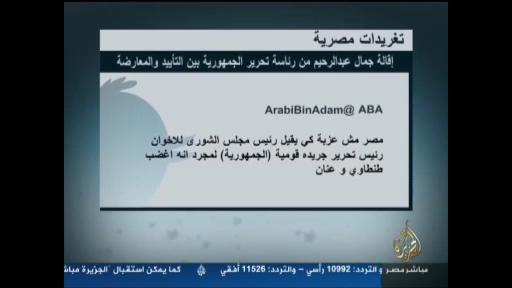 تغريدات مصرية
إقالة جمال عبدالرحيم من رئاسة تحرير الجمهورية بين التأييد والمعارضة
ArabiBinAdam@ ABA
مصر مش عزبة كي يقيل رئيس مجلس الشورى للاخوان
رئيس تحرير جريده قومية (الجمهورية) لمجرد انه اغضب
طنطاوي و عنان
الجزيرة
مباشر مصر و التردد: 10992 رأسي – والتردد: 11526 أفقي كما يمكن استقبال "الجزيرة مباش